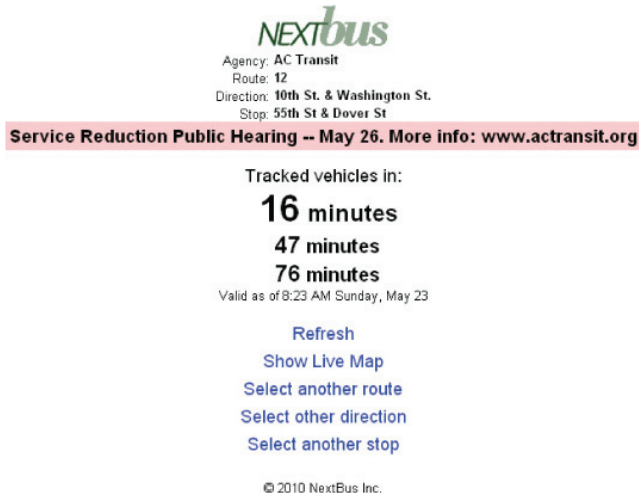 NEXTbus
Agency: AC Transit
Route: 12
Direction: 10th St. & Washington St.
Stop: 55th St & Dover St
Service Reduction Public Hearing -- May 26. More info: www.actransit.org
Tracked vehicles in:
16 minutes
47 minutes
76 minutes
Valid as of 8:23 AM Sunday, May 23
Refresh
Show Live Map
Select another route
Select other direction
Select another stop
© 2010 NextBus Inc.